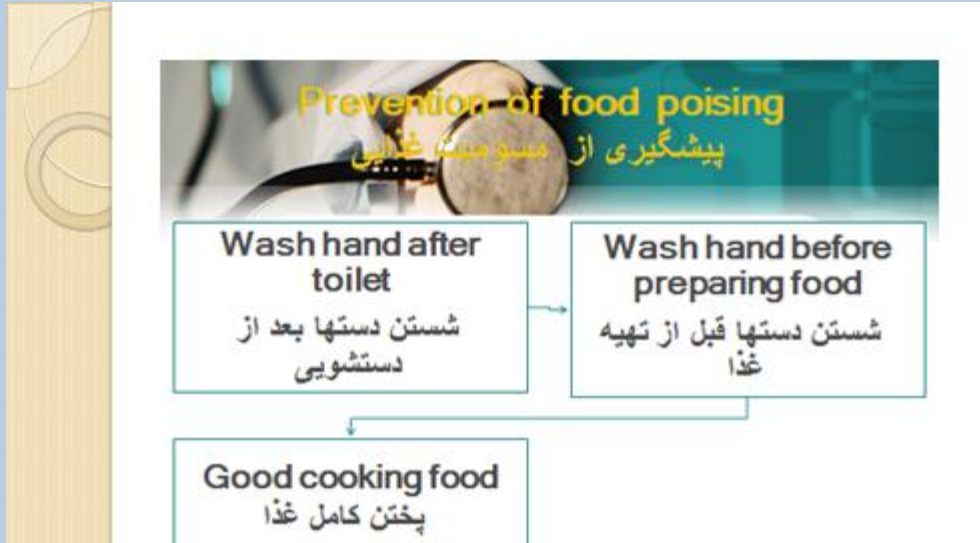 Prevention of food poising
پیشگیری از مسومیت غذایی
Wash hand after
toilet
شستن دستها بعد از
دستشویی
Wash hand before
preparing food
شستن دستها قبل از تهیه
غذا
Good cooking food
پختن کامل غذا